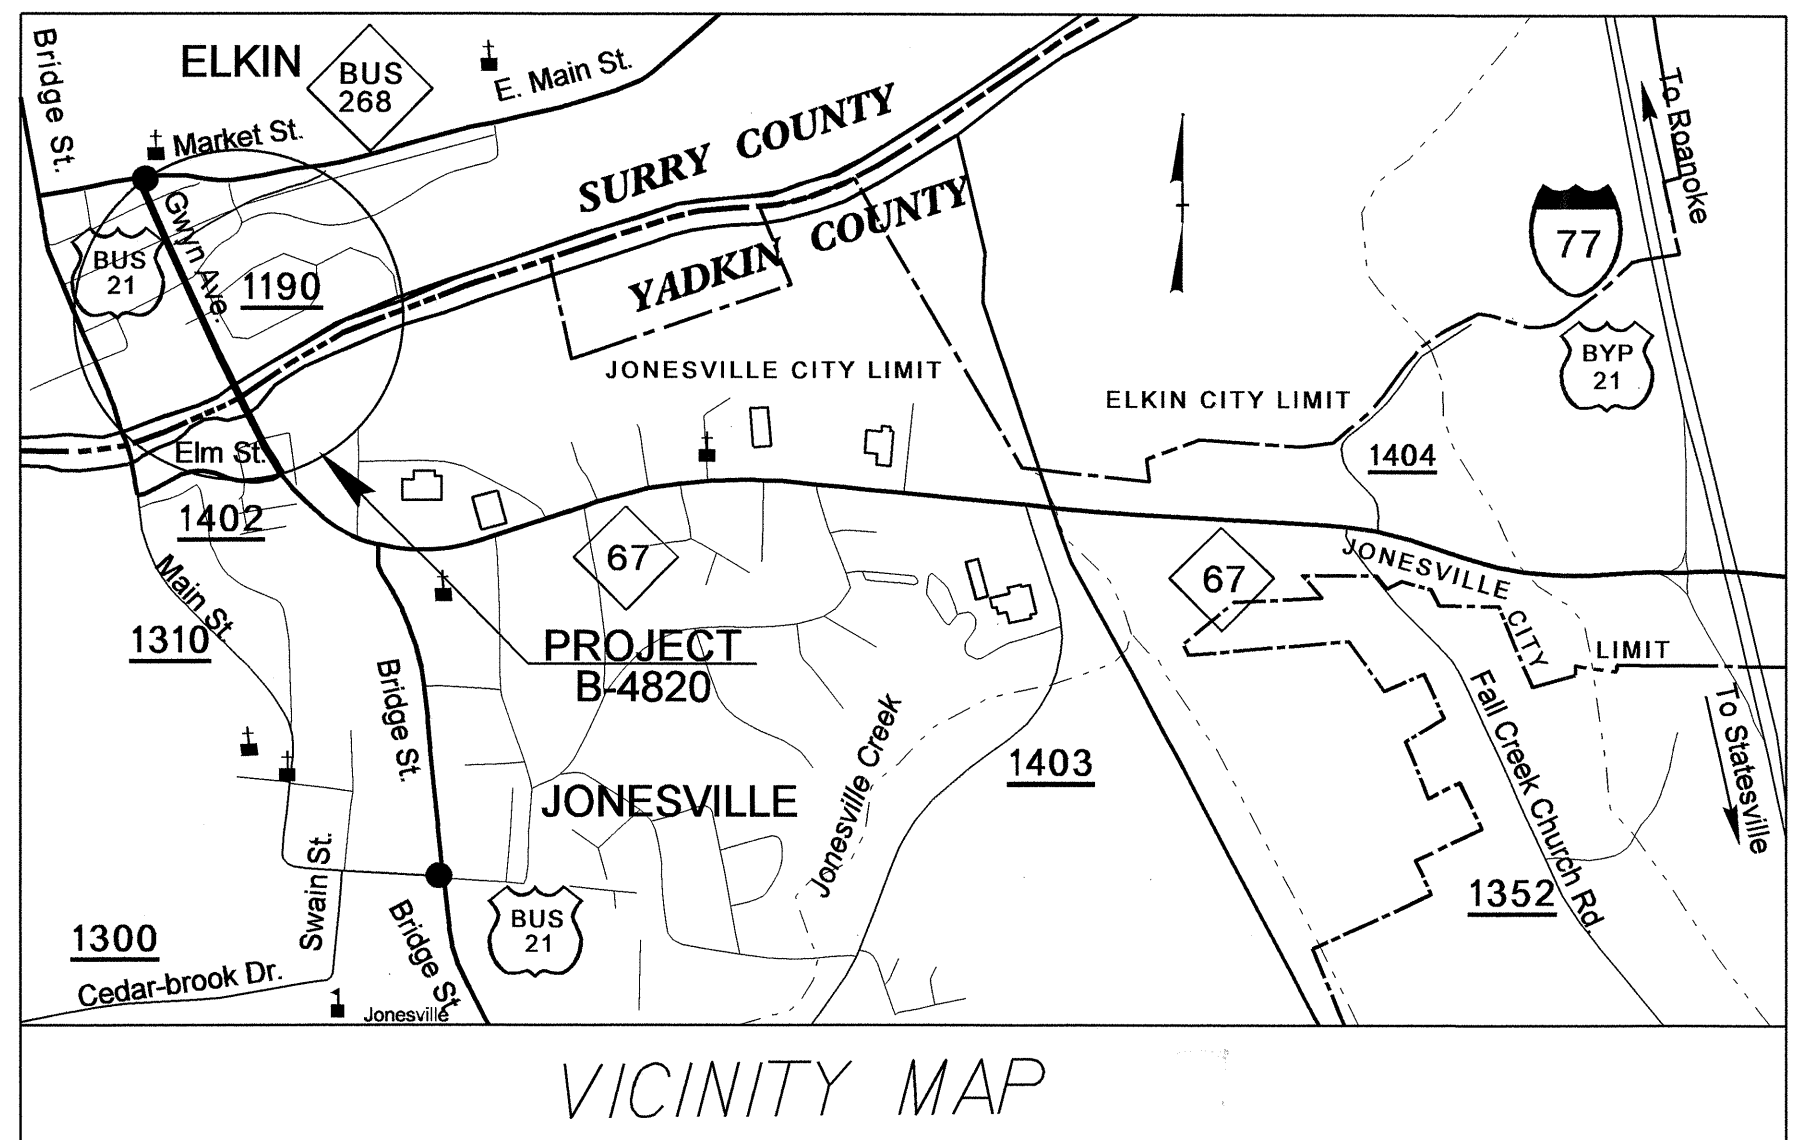 Bridge St.
ELKIN
BUS
268
E. Main St.
Market St.
SURRY COUNTY
YADKIN COUNTY
To Roanoke
77
BUS
21
Gwyn Ave.
1190
BYP
21
JONESVILLE CITY LIMIT
ELKIN CITY LIMIT
1404
Elm St.
1402
67
67
JONESVILLE CITY LIMIT
Main St.
1310
PROJECT
B-4820
Bridge St.
Jonesville Creek
1403
Fall Creek Church Rd.
To Statesville
JONESVILLE
Swain St.
1352
1300
Bridge St
BUS
21
Cedar-brook Dr.
Jonesville
VICINITY MAP